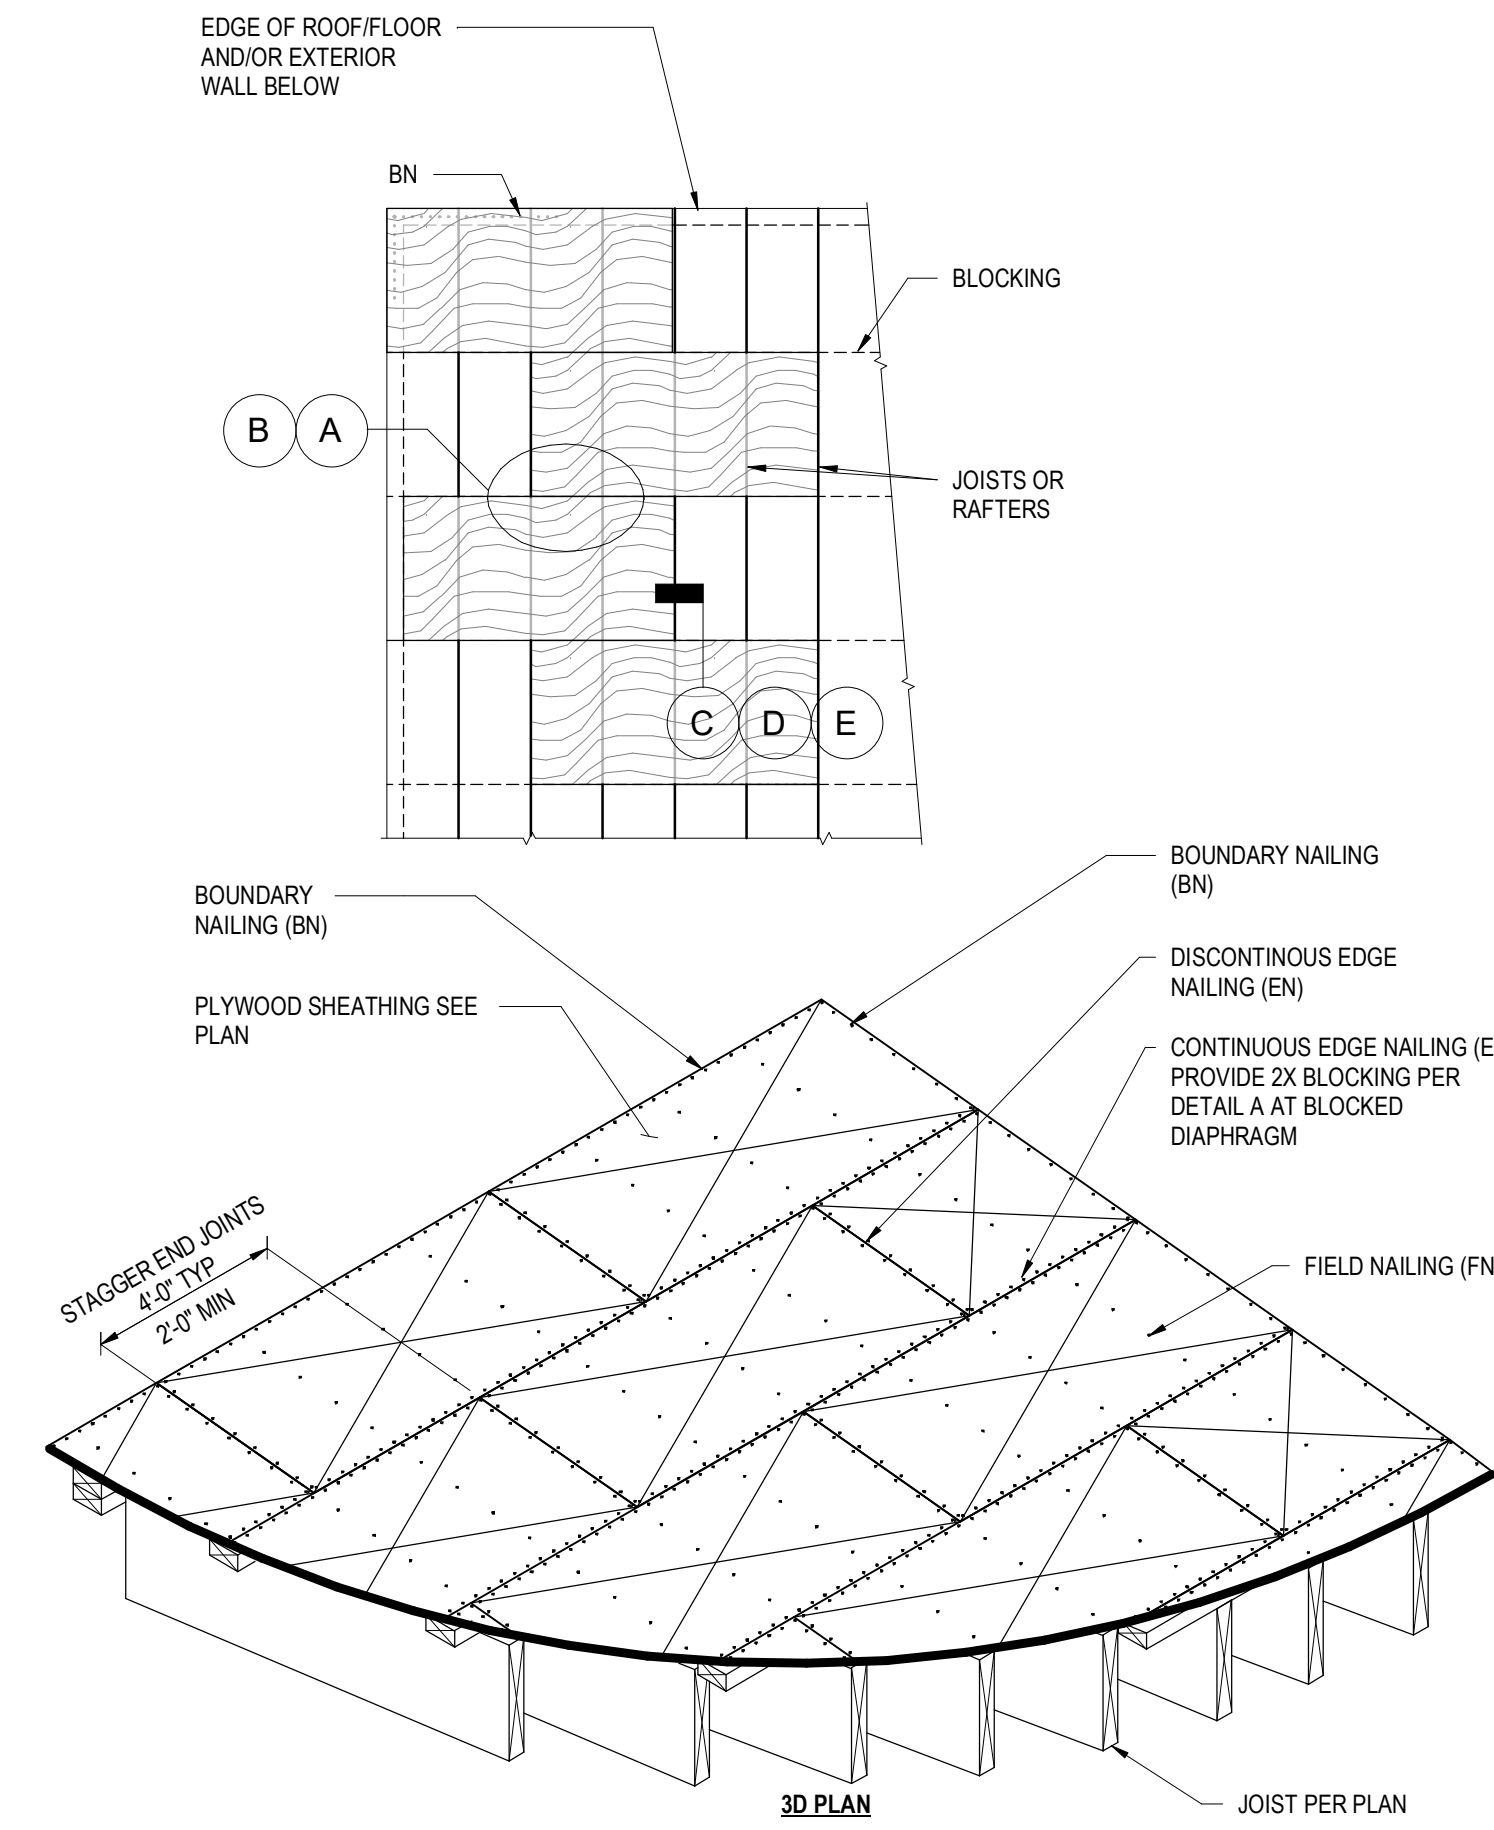 EDGE OF ROOF/FLOOR
AND/OR EXTERIOR
WALL BELOW
BN
BLOCKING
B A
JOISTS OR
RAFTERS
C D E
BOUNDARY NAILING
(BN)
BOUNDARY
NAILING (BN)
DISCONTINOUS EDGE
NAILING (EN)
PLYWOOD SHEATHING SEE
PLAN
CONTINUOUS EDGE NAILING (E
PROVIDE 2X BLOCKING PER
DETAIL A AT BLOCKED
DIAPHRAGM
STAGGER END JOINTS
4'-0" TYP
2'-0" MIN
FIELD NAILING (FN
3D PLAN
JOIST PER PLAN